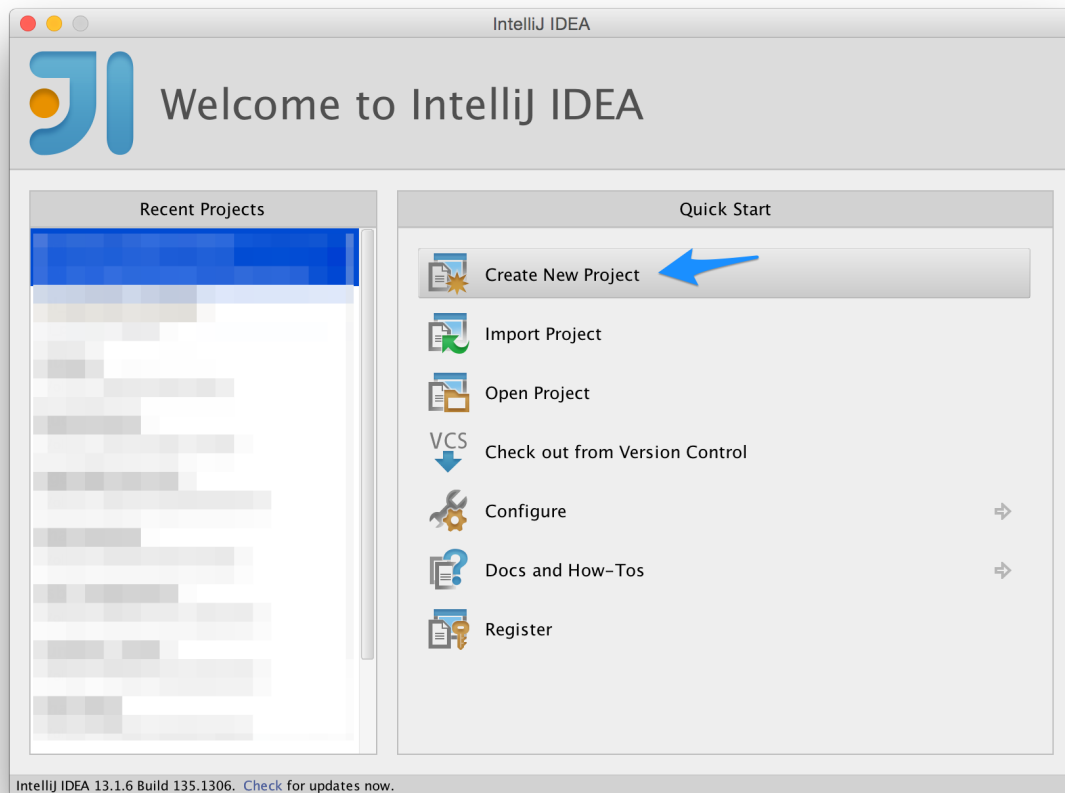 IntelliJ IDEA
Welcome to IntelliJ IDEA
Recent Projects
Quick Start
Create New Project
Import Project
Open Project
VCS
Check out from Version Control
Configure
Docs and How-Tos
Register
IntelliJ IDEA 13.1.6 Build 135.1306. Check for updates now.